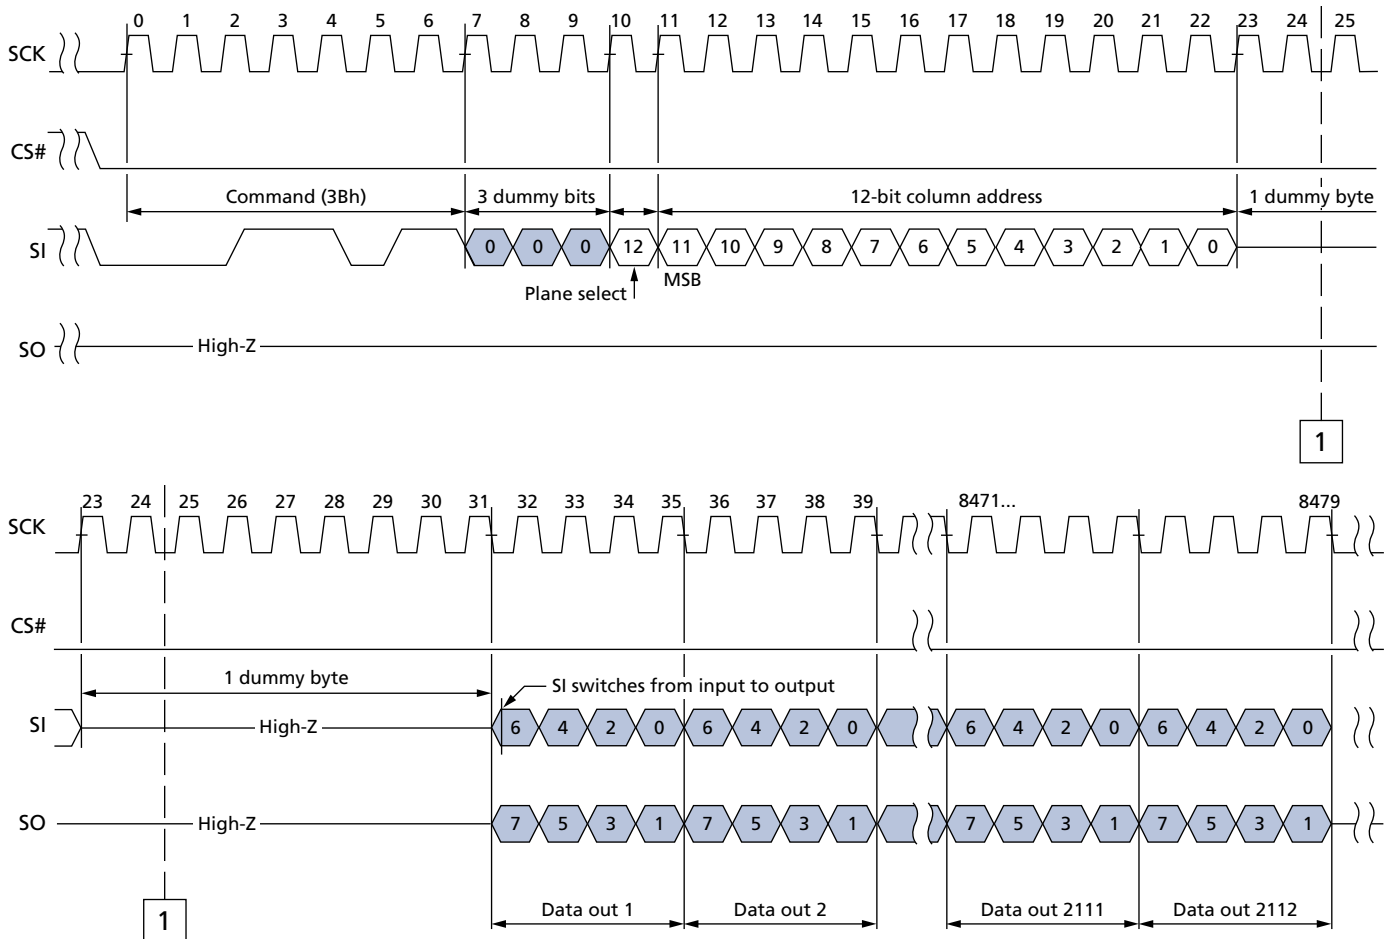 0 1 2 3 4 5 6 7 8 9 10 11 12 13 14 15 16 17 18 19 20 21 22 23 24 25
SCK
CS#
Command (3Bh) 3 dummy bits 12-bit column address 1 dummy byte
SI 0 0 0 12 11 10 9 8 7 6 5 4 3 2 1 0
MSB
Plane select
SO High-Z
1
23 24 25 26 27 28 29 30 31 32 33 34 35 36 37 38 39 8471... 8479
SCK
CS#
1 dummy byte
SI switches from input to output
SI High-Z 6 4 2 0 6 4 2 0 6 4 2 0 6 4 2 0
SO High-Z 7 5 3 1 7 5 3 1 7 5 3 1 7 5 3 1
1 Data out 1 Data out 2 Data out 2111 Data out 2112